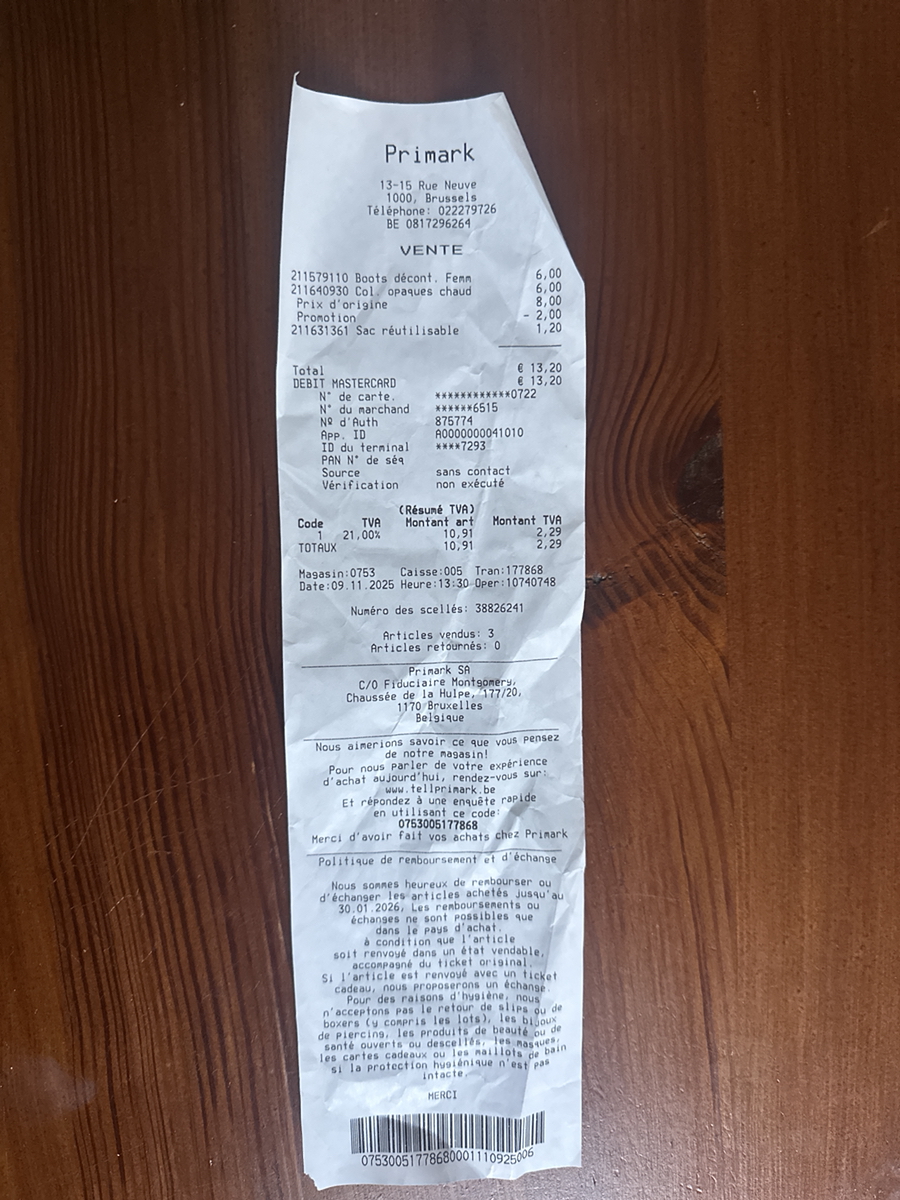 Primark
13-15 Rue Neuve
1000, Brussels
Téléphone: 022279726
BE 0817296264
VENTE
211579110 Boots décont. Femm 6,00
211640930 Col. opaques chaud 6,00
Prix d'origine 8,00
Promotion - 2,00
211631361 Sac réutilisable 1,20
Total € 13,20
DEBIT MASTERCARD € 13,20
N° de carte. ************0722
N° du marchand ******6515
Nº d'Auth 875774
App. ID A0000000041010
ID du terminal ****7293
PAN N° de séq
Source sans contact
Vérification non exécuté
(Résumé TVA)
Code TVA Montant art Montant TVA
1 21,00% 10,91 2,29
TOTAUX 10,91 2,29
Magasin:0753 Caisse:005 Tran:177868
Date:09.11.2025 Heure:13:30 Oper:10740748
Numéro des scellés: 38826241
Articles vendus: 3
Articles retournés: 0
Primark SA
C/O Fiduciaire Montgomery,
Chaussée de la Hulpe, 177/20,
1170 Bruxelles
Belgique
Nous aimerions savoir ce que vous pensez
de notre magasin!
Pour nous parler de votre expérience
d'achat aujourd'hui, rendez-vous sur:
www.tellprimark.be
Et répondez à une enquête rapide
en utilisant ce code:
0753005177868
Merci d'avoir fait vos achats chez Primark
Politique de remboursement et d'échange
Nous sommes heureux de rembourser ou
d'échanger les articles achetés jusqu'au
30.01.2026. Les remboursements ou
échanges ne sont possibles que
dans le pays d'achat.
à condition que l'article
soit renvoyé dans un état vendable,
accompagné du ticket original.
Si l'article est renvoyé avec un ticket
cadeau, nous proposerons un échange.
Pour des raisons d'hygiène, nous
n'acceptons pas le retour de slips ou de
boxers (y compris les lots), les bijoux
de piercing, les produits de beauté ou de
santé ouverts ou descellés, les masques,
les cartes cadeaux ou les maillots de bain
si la protection hygiénique n'est pas
intacte.
MERCI
07530051778680001110925006